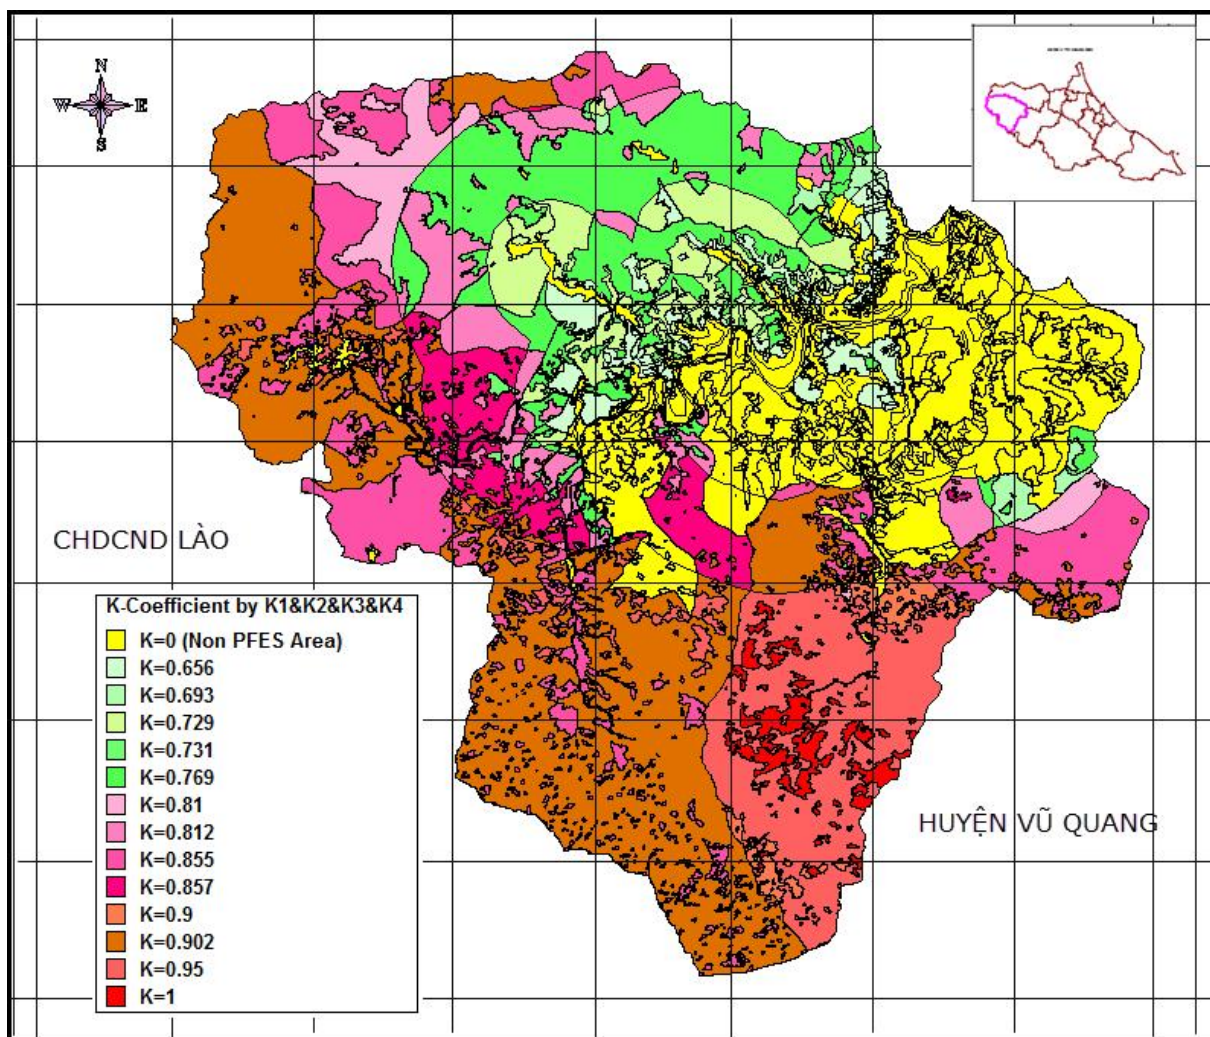 N
W E
S
CHDCND LÀO
K-Coefficient by K1&K2&K3&K4
K=0 (Non PFES Area)
K=0.656
K=0.693
K=0.729
K=0.731
K=0.769
K=0.81
K=0.812
K=0.855
K=0.857
K=0.9
K=0.902
K=0.95
K=1
HUYỆN VŨ QUANG